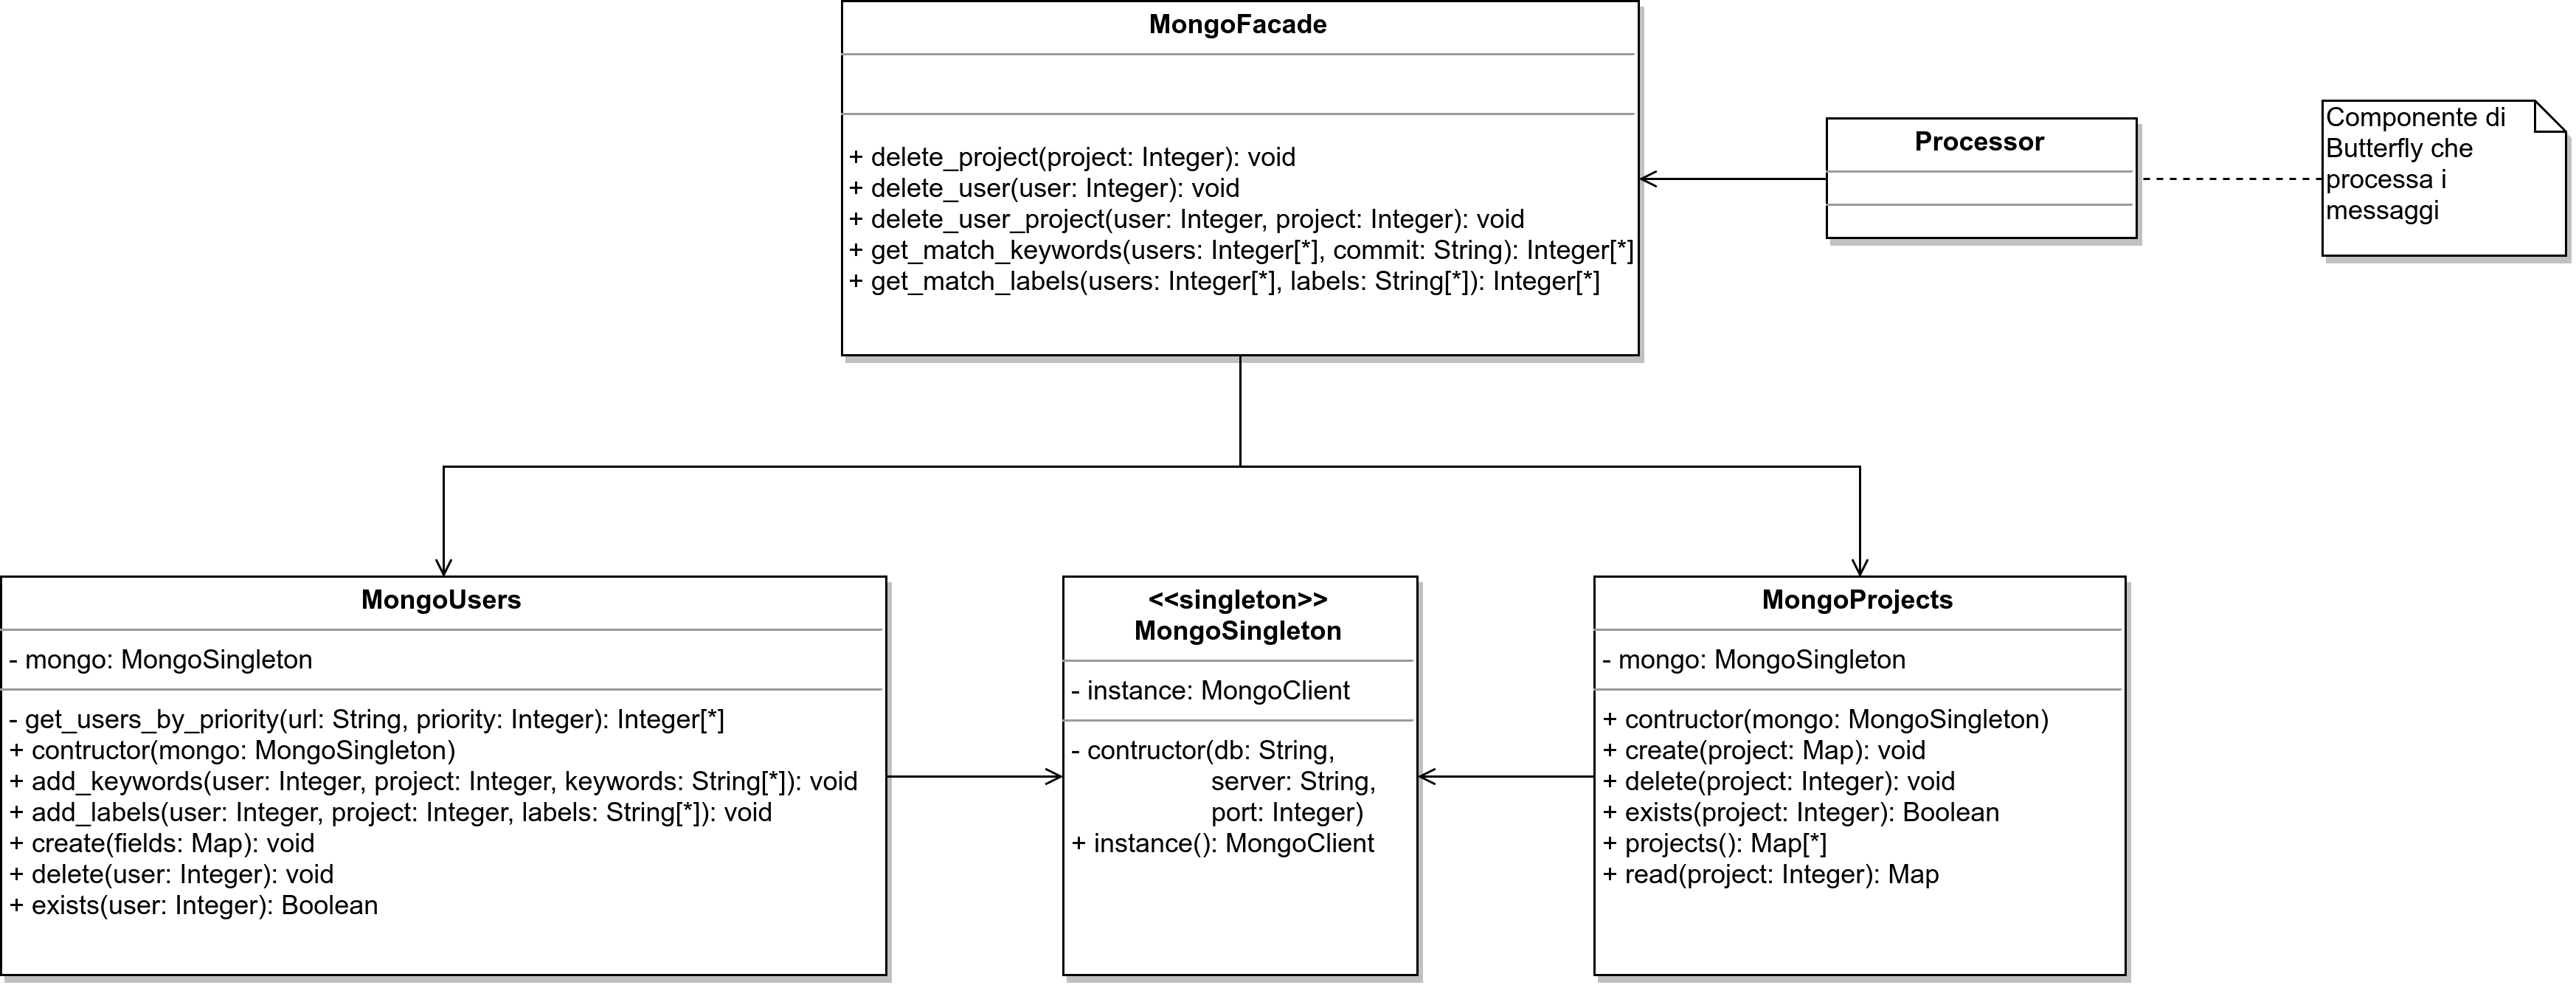 MongoFacade
+ delete_project(project: Integer): void
+ delete_user(user: Integer): void
+ delete_user_project(user: Integer, project: Integer): void
+ get_match_keywords(users: Integer[*], commit: String): Integer[*]
+ get_match_labels(users: Integer[*], labels: String[*]): Integer[*]
Processor
Componente di
Butterfly che
processa i
messaggi
MongoUsers
- mongo: MongoSingleton
- get_users_by_priority(url: String, priority: Integer): Integer[*]
+ contructor(mongo: MongoSingleton)
+ add_keywords(user: Integer, project: Integer, keywords: String[*]): void
+ add_labels(user: Integer, project: Integer, labels: String[*]): void
+ create(fields: Map): void
+ delete(user: Integer): void
+ exists(user: Integer): Boolean
<<singleton>>
MongoSingleton
- instance: MongoClient
- contructor(db: String,
server: String,
port: Integer)
+ instance(): MongoClient
MongoProjects
- mongo: MongoSingleton
+ contructor(mongo: MongoSingleton)
+ create(project: Map): void
+ delete(project: Integer): void
+ exists(project: Integer): Boolean
+ projects(): Map[*]
+ read(project: Integer): Map